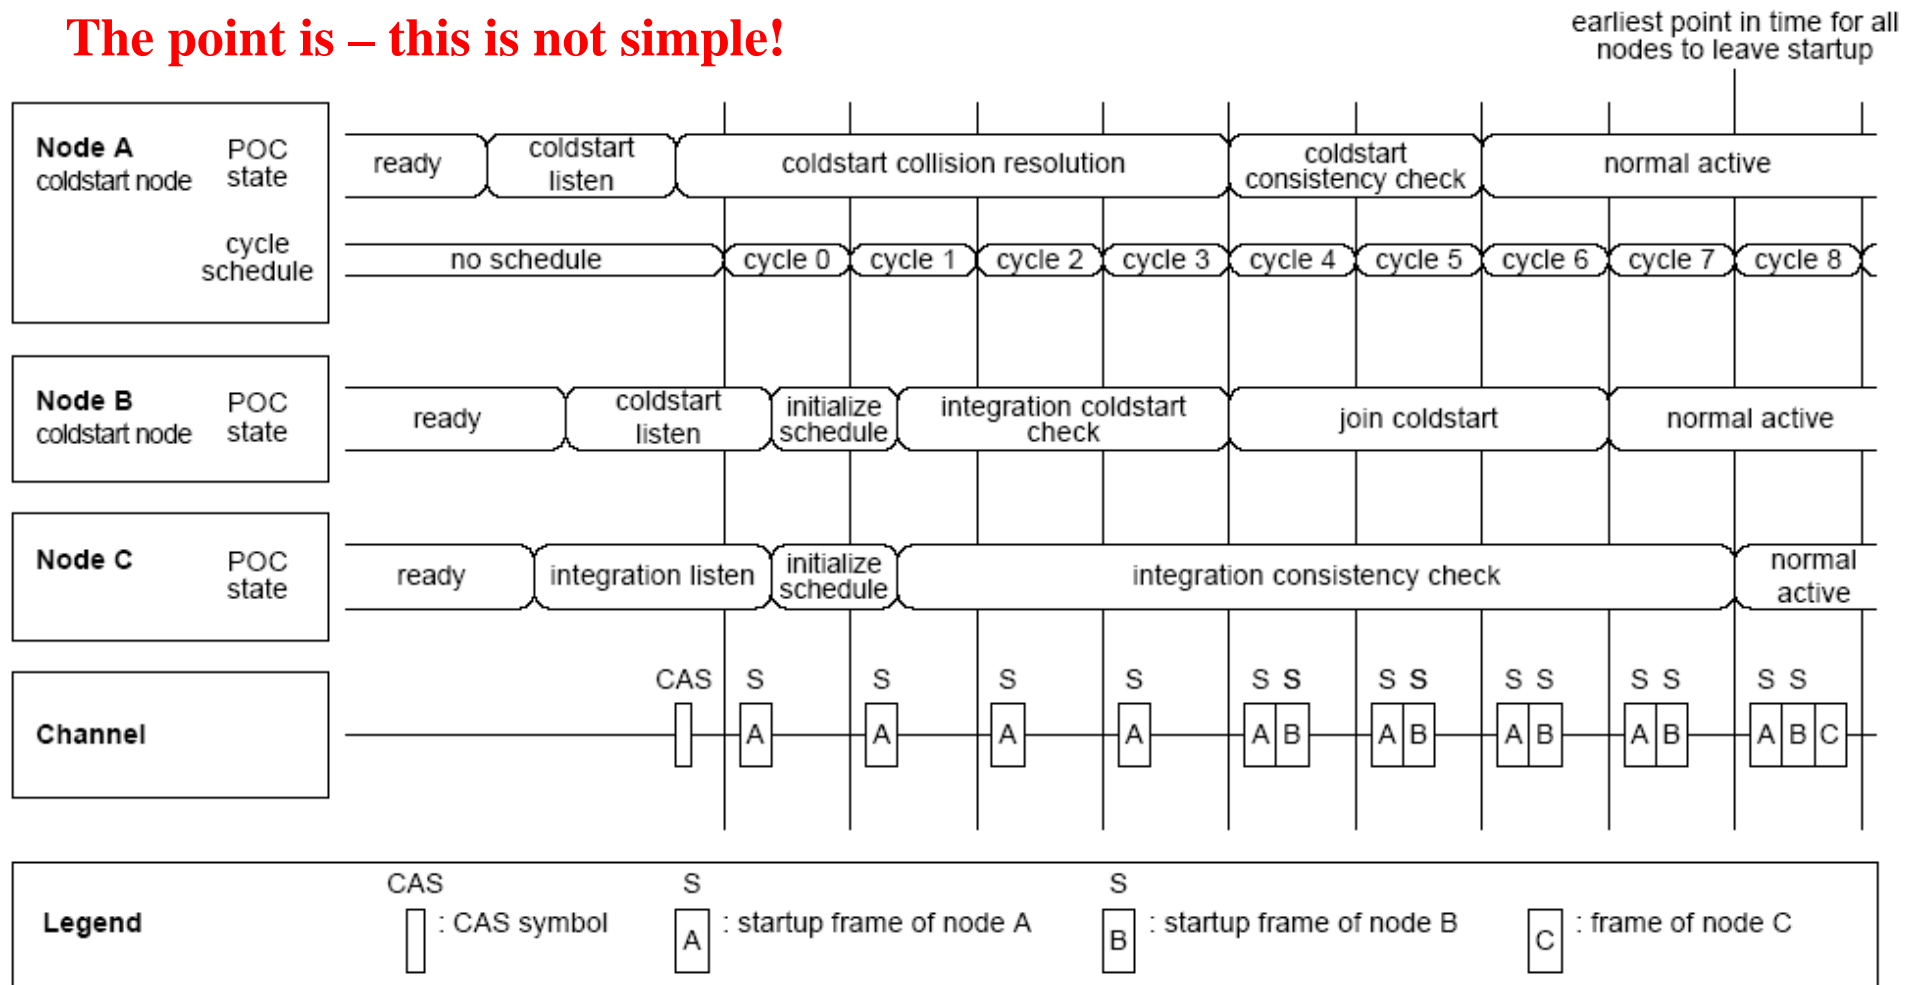 The point is – this is not simple!
earliest point in time for all
nodes to leave startup
Node A
coldstart node
POC
state
ready
coldstart
listen
coldstart collision resolution
coldstart
consistency check
normal active
cycle
schedule
no schedule
cycle 0
cycle 1
cycle 2
cycle 3
cycle 4
cycle 5
cycle 6
cycle 7
cycle 8
Node B
coldstart node
POC
state
ready
coldstart
listen
initialize
schedule
integration coldstart
check
join coldstart
normal active
Node C
POC
state
ready
integration listen
initialize
schedule
integration consistency check
normal
active
CAS S S S S S S S S S S S S S S
Channel
A A A A A B A B A B A B A B C
Legend
CAS
: CAS symbol
S
A
: startup frame of node A
S
B
: startup frame of node B
C
: frame of node C